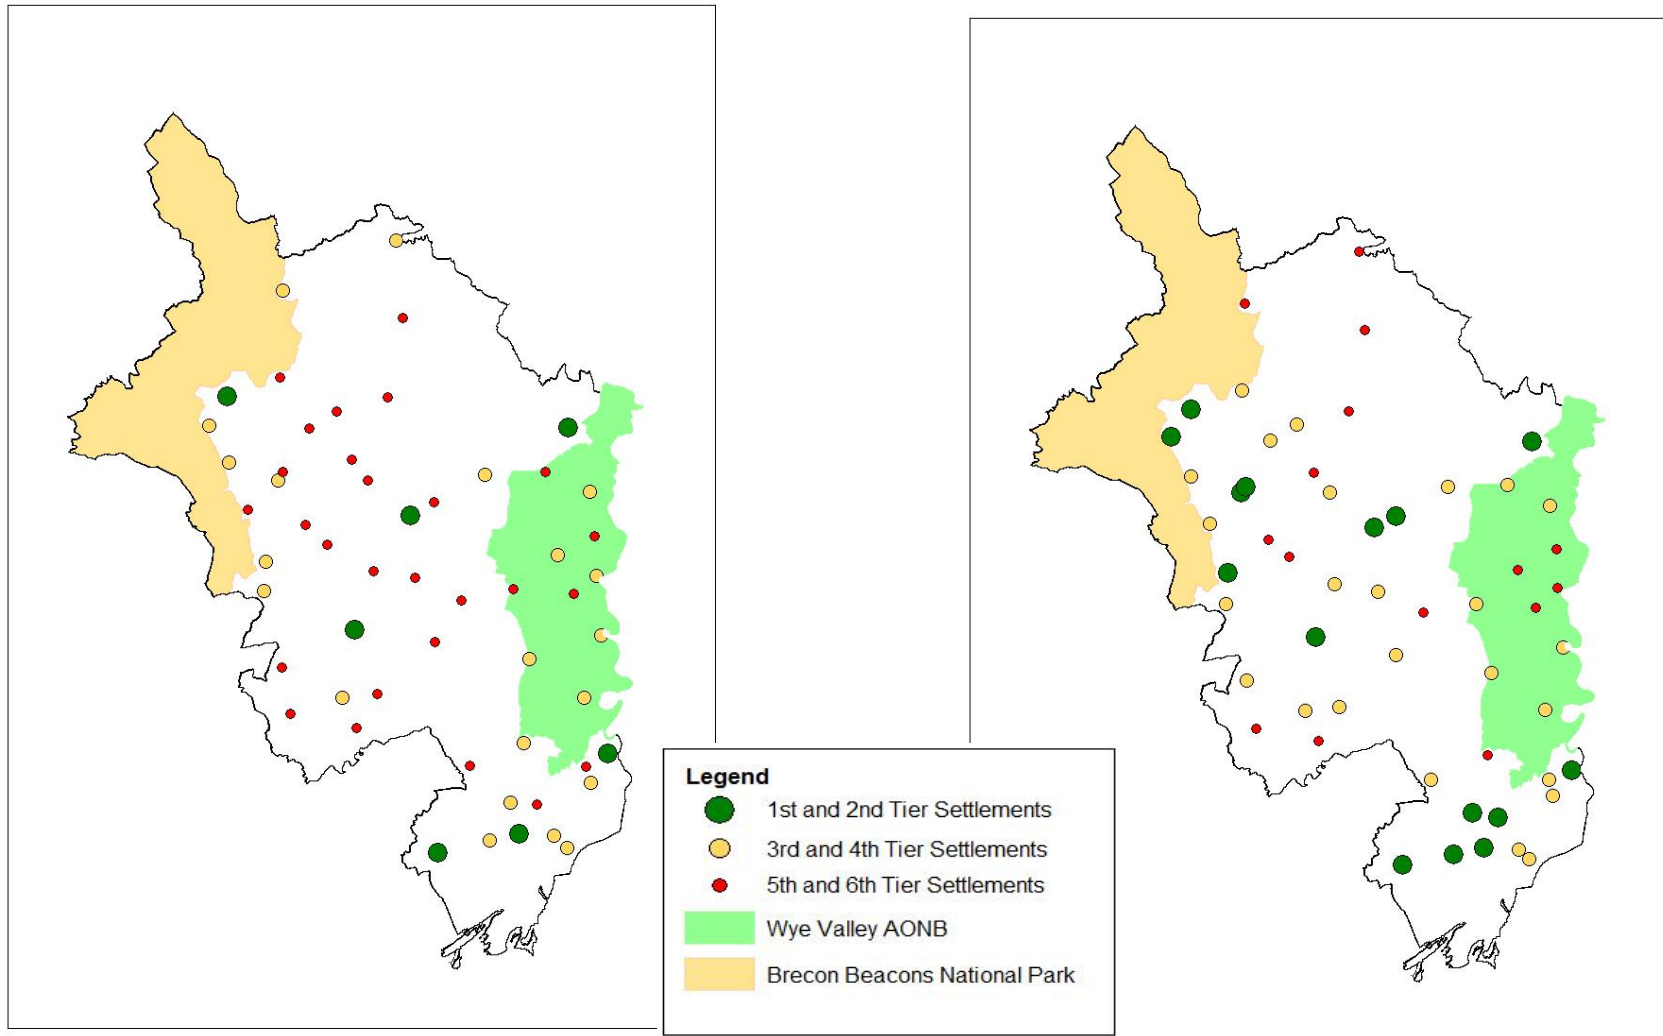 Legend
1st and 2nd Tier Settlements
3rd and 4th Tier Settlements
5th and 6th Tier Settlements
Wye Valley AONB
Brecon Beacons National Park